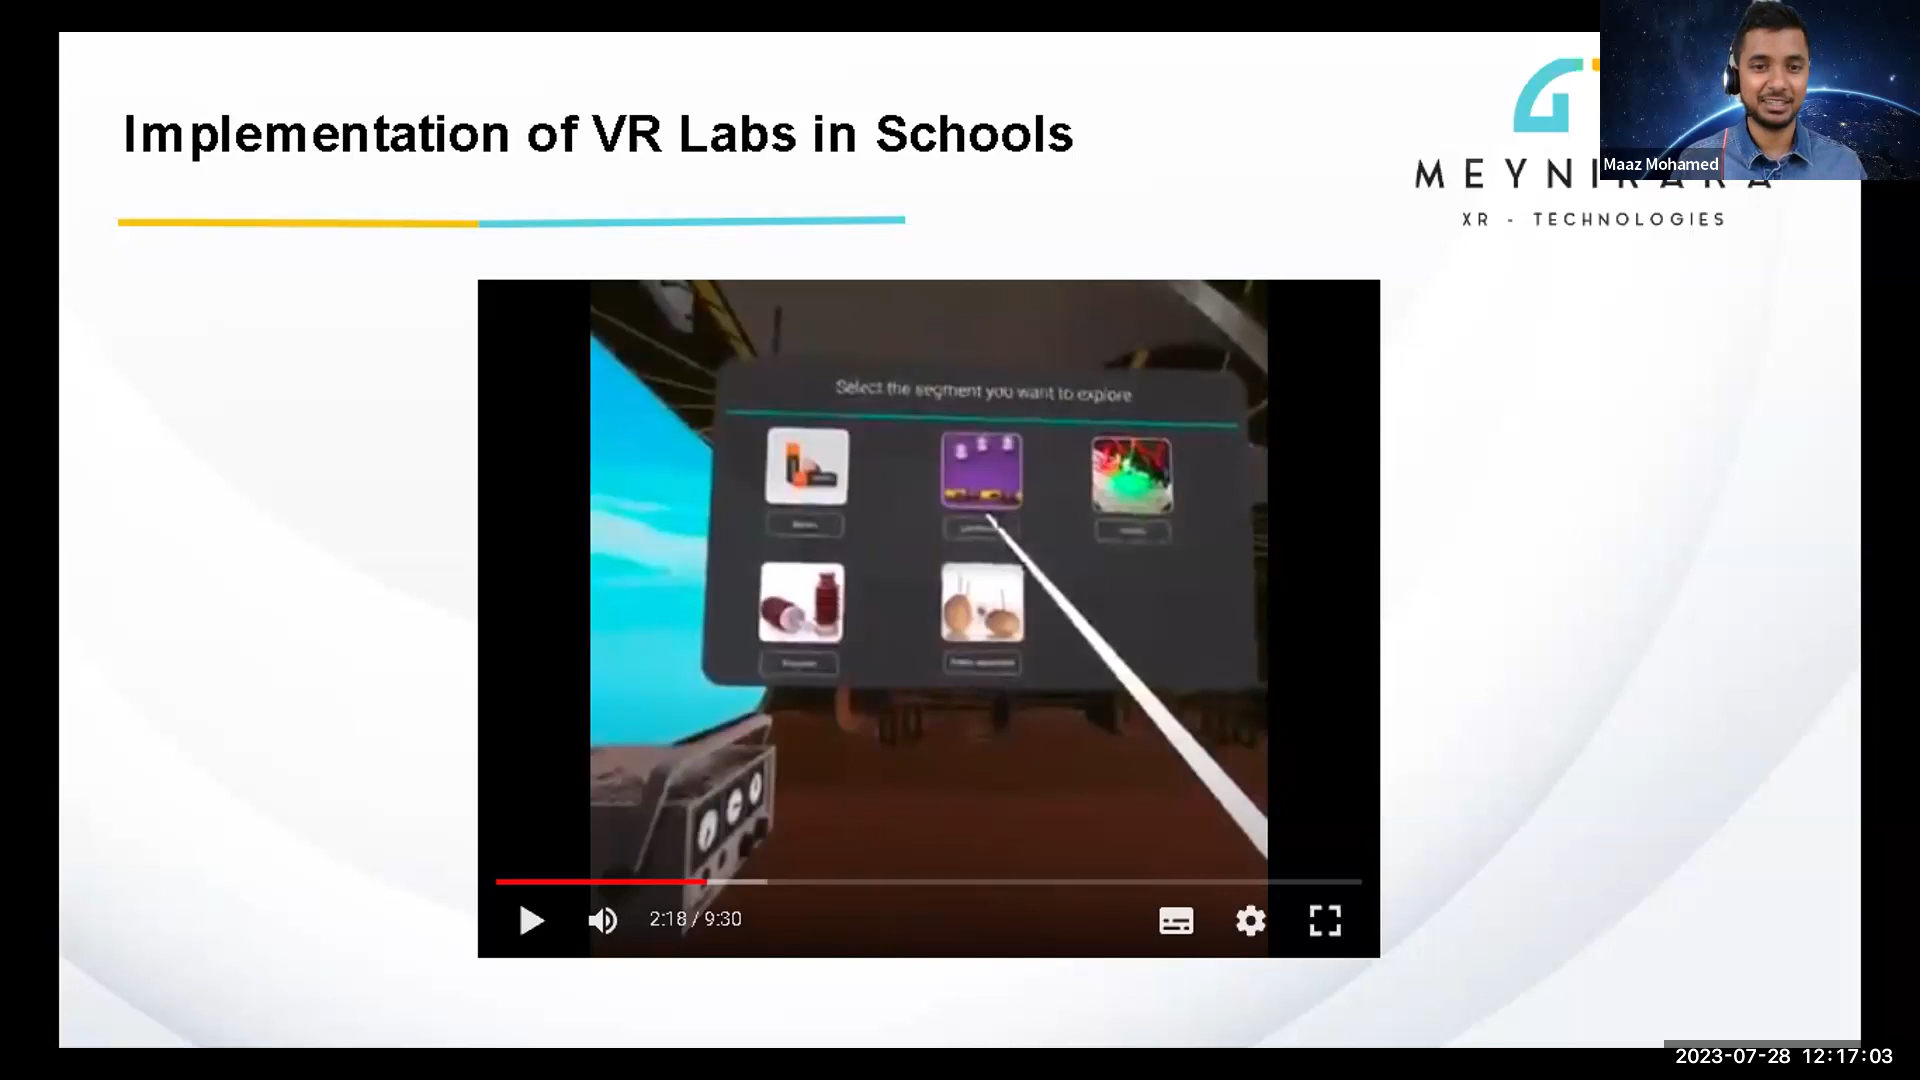 Implementation of VR Labs in Schools
Maaz Mohamed
XR - TECHNOLOGIES
Select the segment you want to explore
2:18 / 9:30
2023-07-28 12:17:03